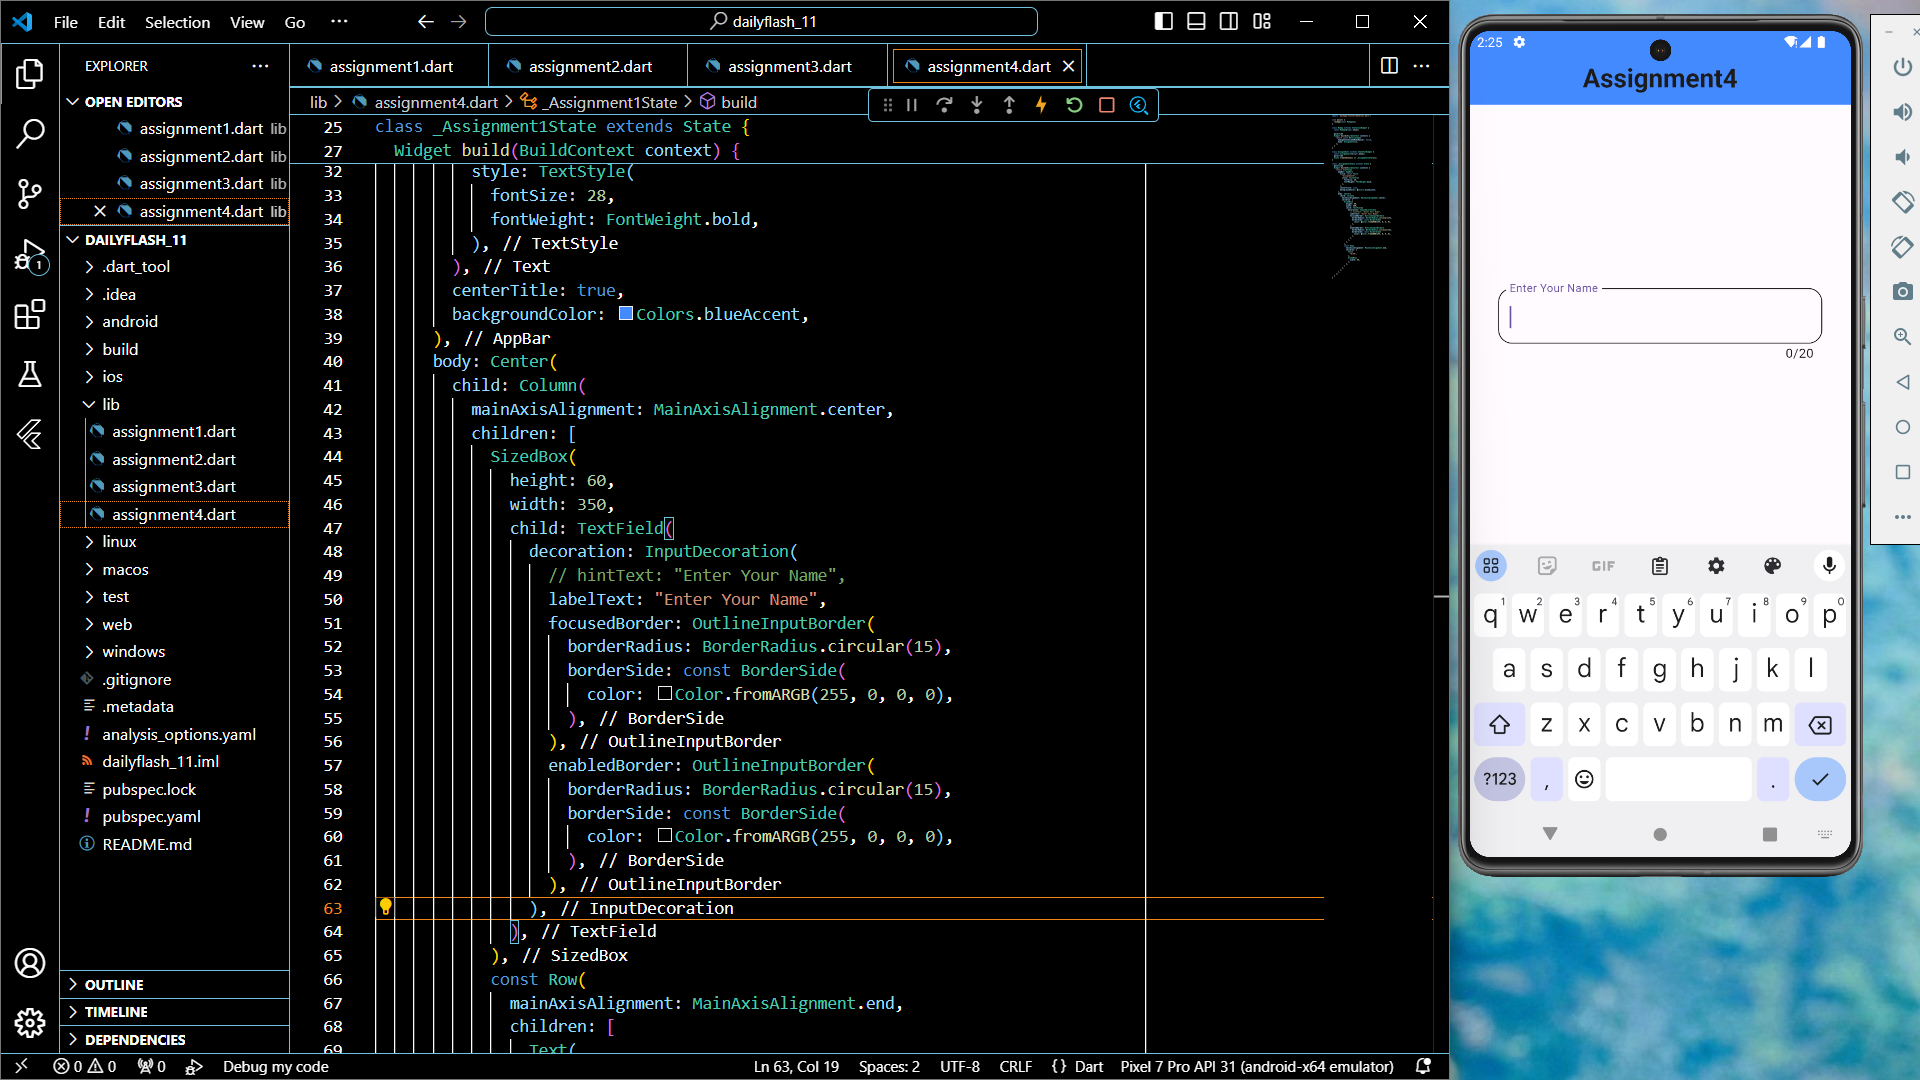 File Edit Selection View Go ···
dailyflash_11
EXPLORER
OPEN EDITORS
assignment1.dart lib
assignment2.dart lib
assignment3.dart lib
assignment4.dart lib
DAILYFLASH_11
.dart_tool
.idea
android
build
ios
lib
assignment1.dart
assignment2.dart
assignment3.dart
assignment4.dart
linux
macos
test
web
windows
.gitignore
.metadata
! analysis_options.yaml
dailyflash_11.iml
pubspec.lock
! pubspec.yaml
README.md
OUTLINE
TIMELINE
DEPENDENCIES
1
assignment1.dart assignment2.dart assignment3.dart assignment4.dart
lib > assignment4.dart > _Assignment1State > build
25 class _Assignment1State extends State {
27 Widget build(BuildContext context) {
32 style: TextStyle(
33 fontSize: 28,
34 fontWeight: FontWeight.bold,
35 ), // TextStyle
36 ), // Text
37 centerTitle: true,
38 backgroundColor: Colors.blueAccent,
39 ), // AppBar
40 body: Center(
41 child: Column(
42 mainAxisAlignment: MainAxisAlignment.center,
43 children: [
44 SizedBox(
45 height: 60,
46 width: 350,
47 child: TextField(
48 decoration: InputDecoration(
49 // hintText: "Enter Your Name",
50 labelText: "Enter Your Name",
51 focusedBorder: OutlineInputBorder(
52 borderRadius: BorderRadius.circular(15),
53 borderSide: const BorderSide(
54 color: Color.fromARGB(255, 0, 0, 0),
55 ), // BorderSide
56 ), // OutlineInputBorder
57 enabledBorder: OutlineInputBorder(
58 borderRadius: BorderRadius.circular(15),
59 borderSide: const BorderSide(
60 color: Color.fromARGB(255, 0, 0, 0),
61 ), // BorderSide
62 ), // OutlineInputBorder
63 ), // InputDecoration
64 ), // TextField
65 ), // SizedBox
66 const Row(
67 mainAxisAlignment: MainAxisAlignment.end,
68 children: [
69 Text(
0 0 0 Debug my code Ln 63, Col 19 Spaces: 2 UTF-8 CRLF {} Dart Pixel 7 Pro API 31 (android-x64 emulator)
2:25
Assignment4
Enter Your Name
0/20
GIF
q1 w2 e3 r4 t5 y6 u7 i8 o9 p0
a s d f g h j k l
z x c v b n m
?123 , .